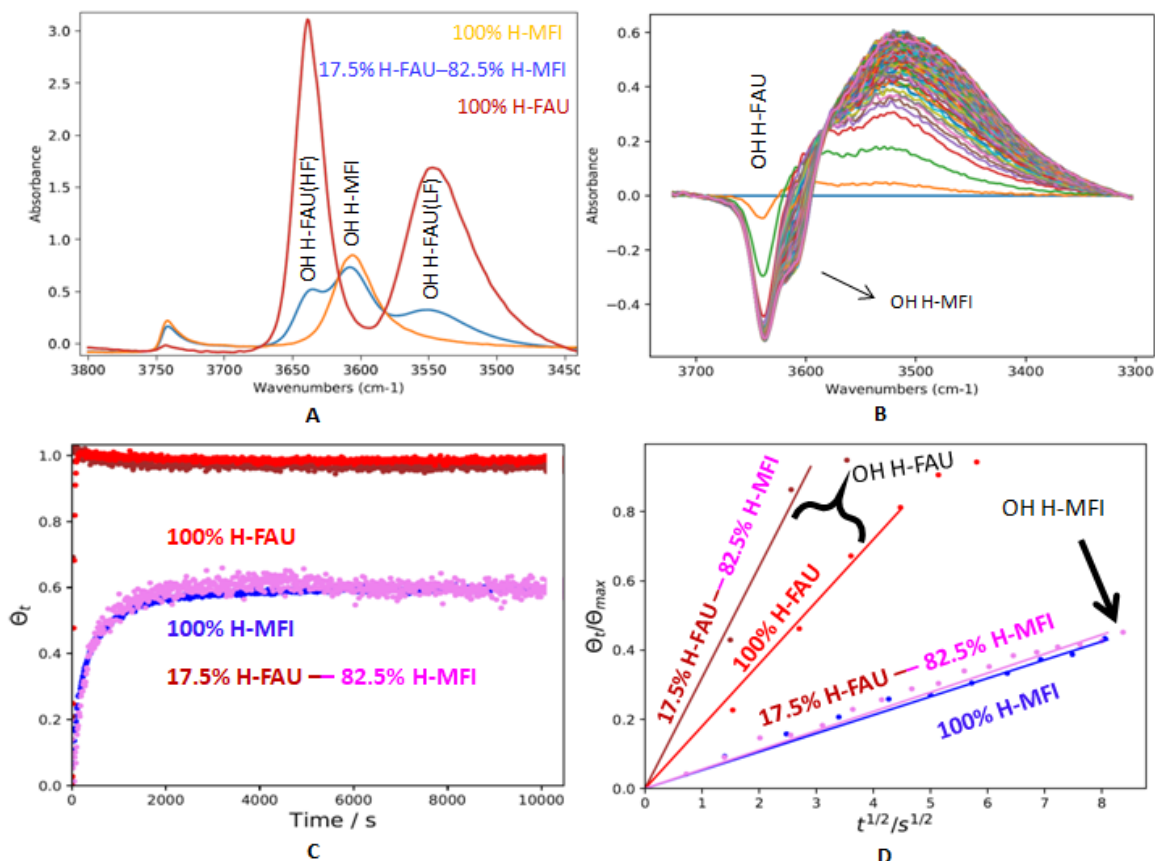 100% H-MFI
17.5% H-FAU–82.5% H-MFI
100% H-FAU
OH H-FAU(HF)
OH H-MFI
OH H-FAU(LF)
Absorbance
3.0
2.5
2.0
1.5
1.0
0.5
0.0
3800 3750 3700 3650 3600 3550 3500 3450
Wavenumbers (cm-1)
A
OH H-FAU
OH H-MFI
Absorbance
0.6
0.4
0.2
0.0
−0.2
−0.4
3700 3600 3500 3400 3300
Wavenumbers (cm-1)
B
Θt
1.0
0.8
0.6
0.4
0.2
0.0
100% H-FAU
100% H-MFI
17.5% H-FAU — 82.5% H-MFI
0 2000 4000 6000 8000 10000
Time / s
C
Θt/Θmax
0.8
0.6
0.4
0.2
0.0
17.5% H-FAU — 82.5% H-MFI
100% H-FAU
OH H-FAU
OH H-MFI
17.5% H-FAU — 82.5% H-MFI
100% H-MFI
0 1 2 3 4 5 6 7 8
t1/2/s1/2
D